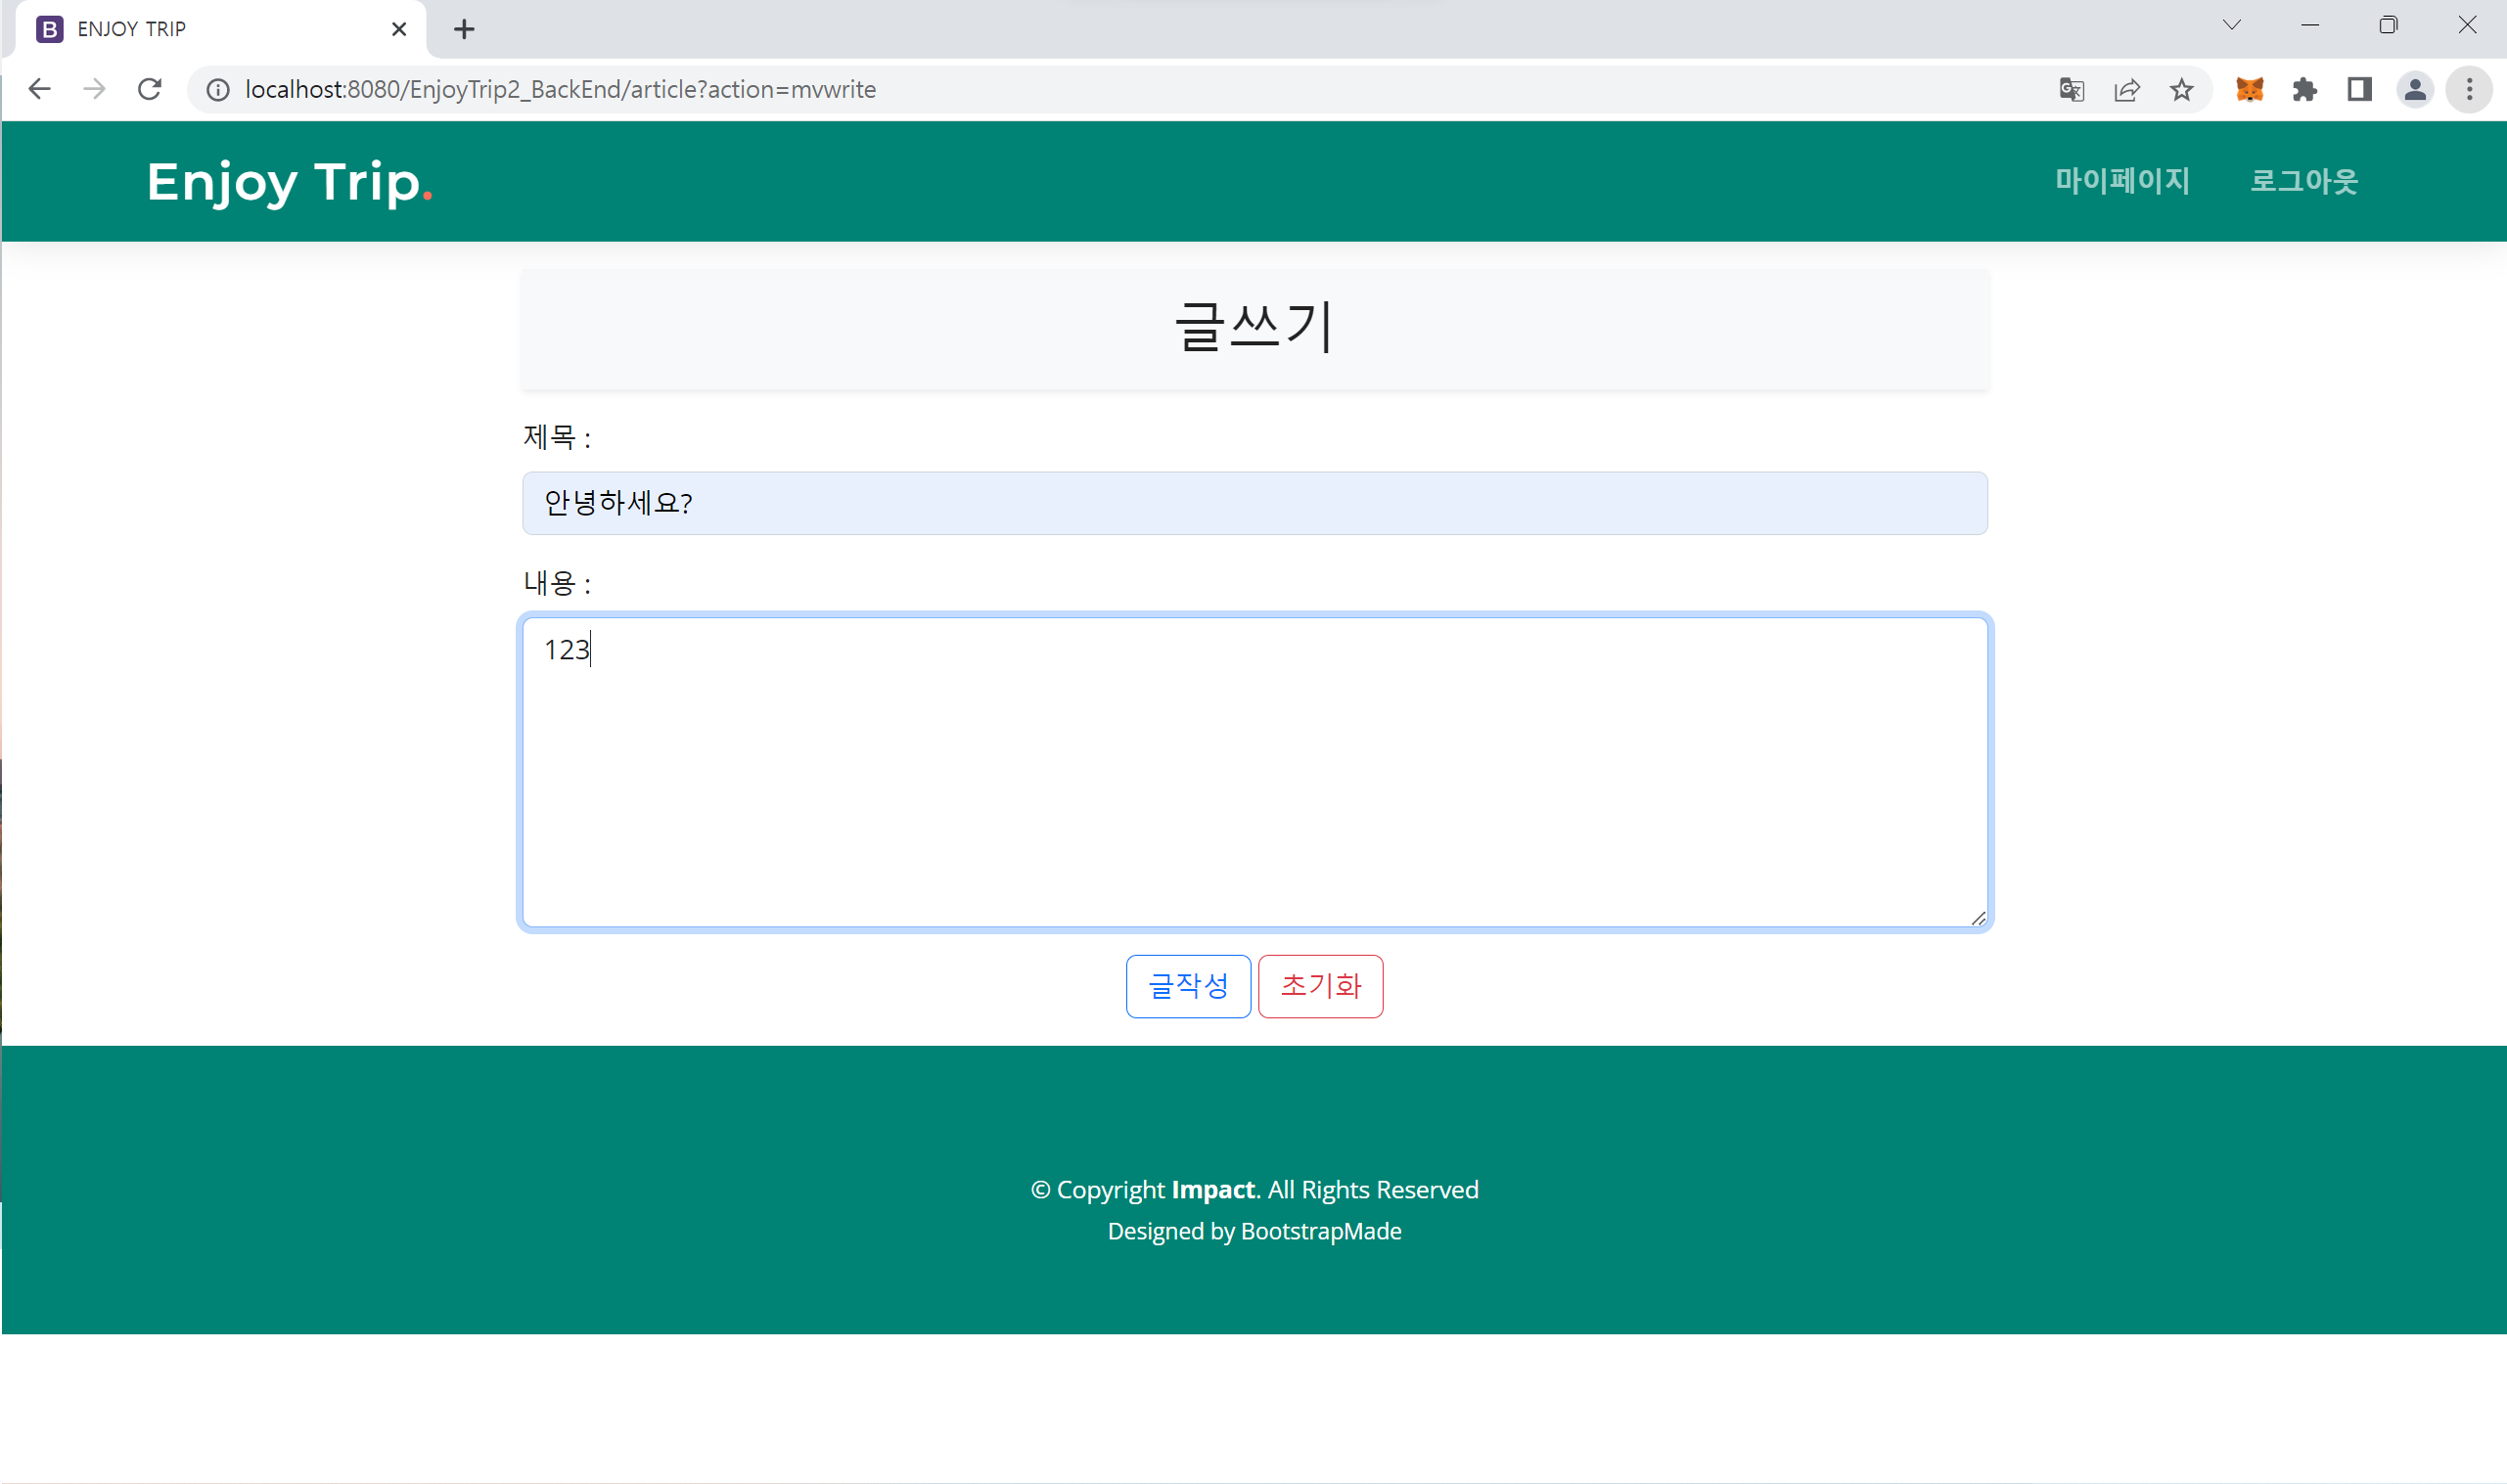 ENJOY TRIP
localhost:8080/EnjoyTrip2_BackEnd/article?action=mvwrite
Enjoy Trip.
마이페이지 로그아웃
글쓰기
제목 :
안녕하세요?
내용 :
123
글작성 초기화
© Copyright Impact. All Rights Reserved
Designed by BootstrapMade